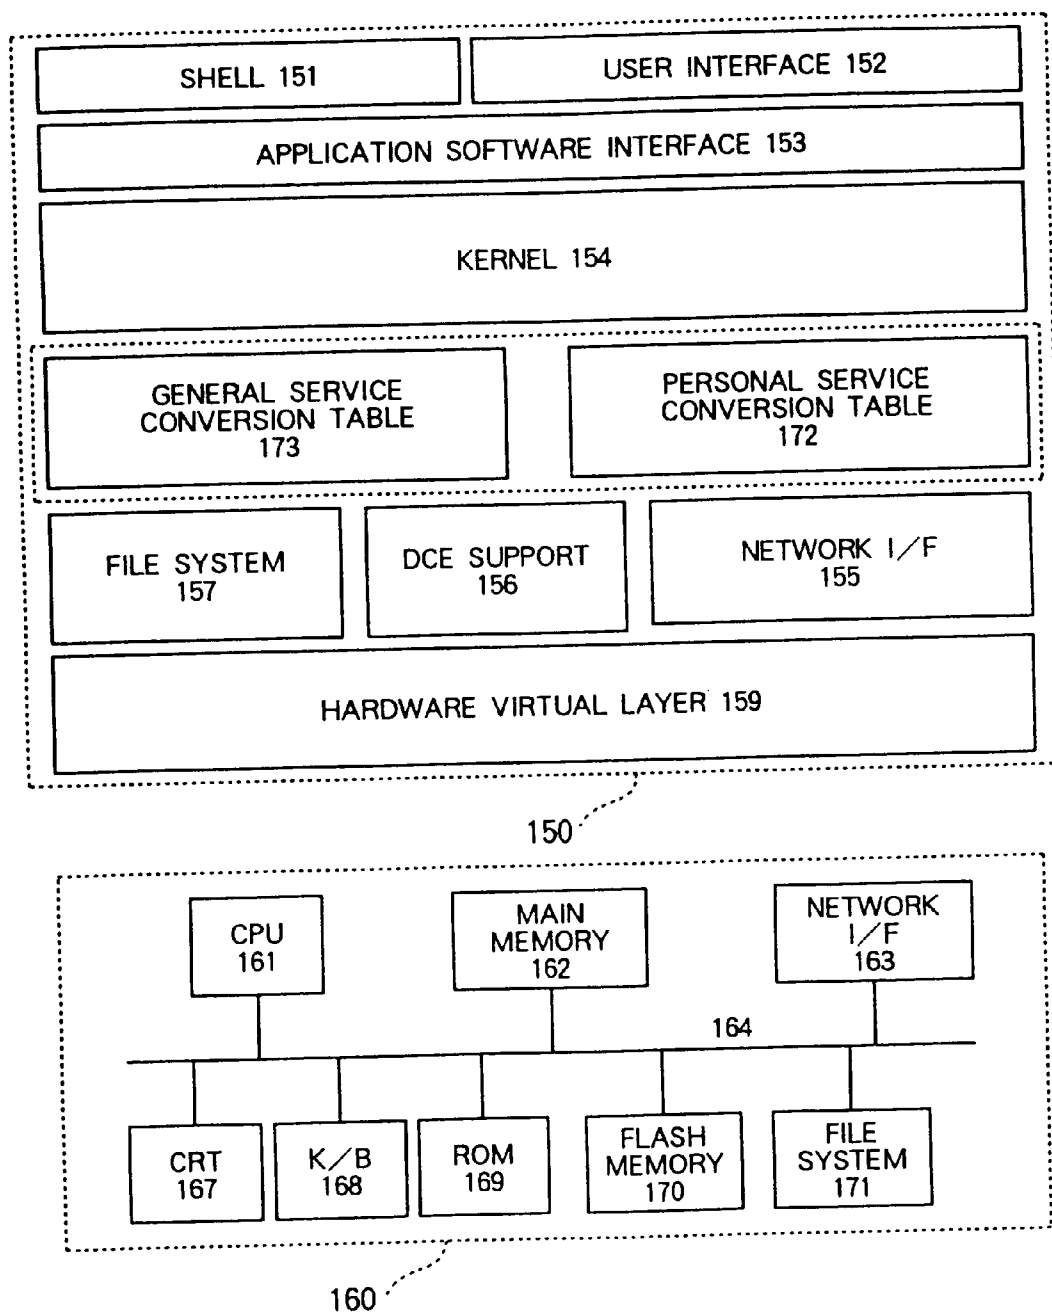 SHELL 151
USER INTERFACE 152
APPLICATION SOFTWARE INTERFACE 153
KERNEL 154
GENERAL SERVICE
CONVERSION TABLE
173
PERSONAL SERVICE
CONVERSION TABLE
172
FILE SYSTEM
157
DCE SUPPORT
156
NETWORK I/F
155
HARDWARE VIRTUAL LAYER 159
150
CPU
161
MAIN
MEMORY
162
NETWORK
I/F
163
164
CRT
167
K/B
168
ROM
169
FLASH
MEMORY
170
FILE
SYSTEM
171
160